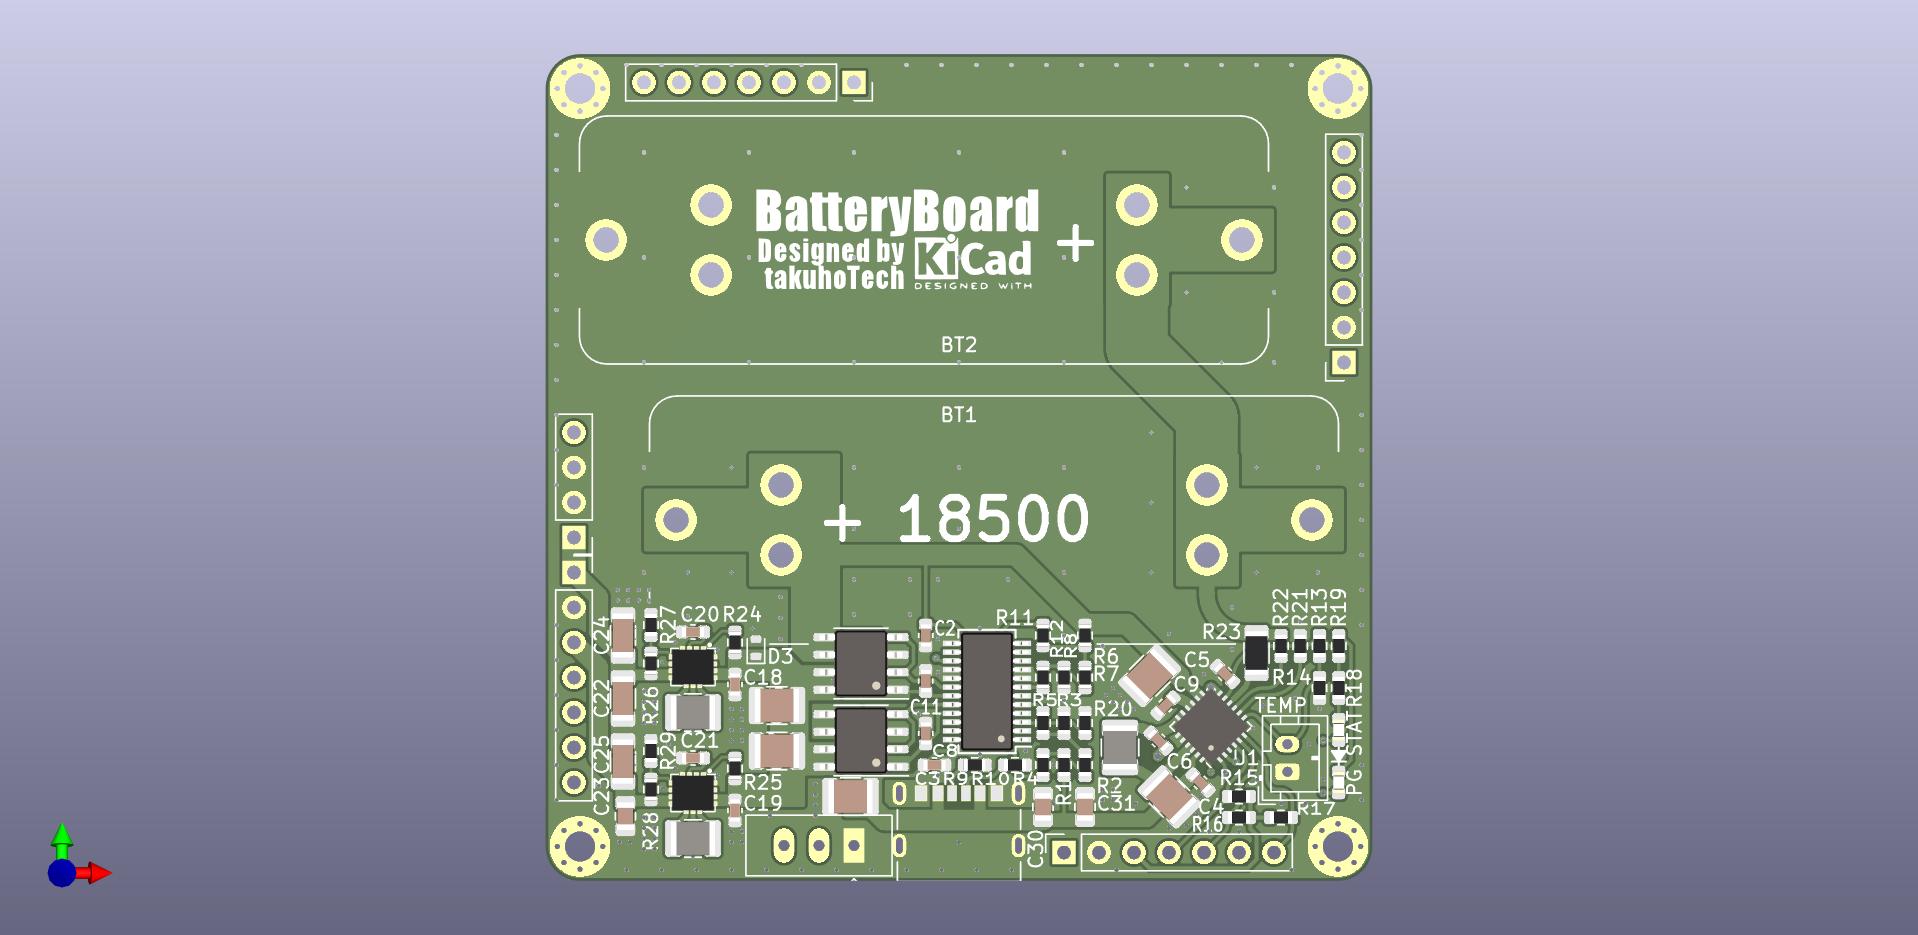 BatteryBoard
Designed by
takuhoTech
KiCad
DESIGNED WITH
+
BT2
BT1
+ 18500
R22
R21
R13
R19
C24
R27
C20
R24
C2
R11
R12
R8
R23
D3
R6
R7
C5
R14
C22
R26
C18
C11
R5
R3
C9
R20
TEMP
R18
STAT
C25
R29
C21
C8
C6
U1
PG
C23
R25
C3
R9
R10
R4
R1
R2
R15
C19
C31
C4
R17
R28
C30
R16